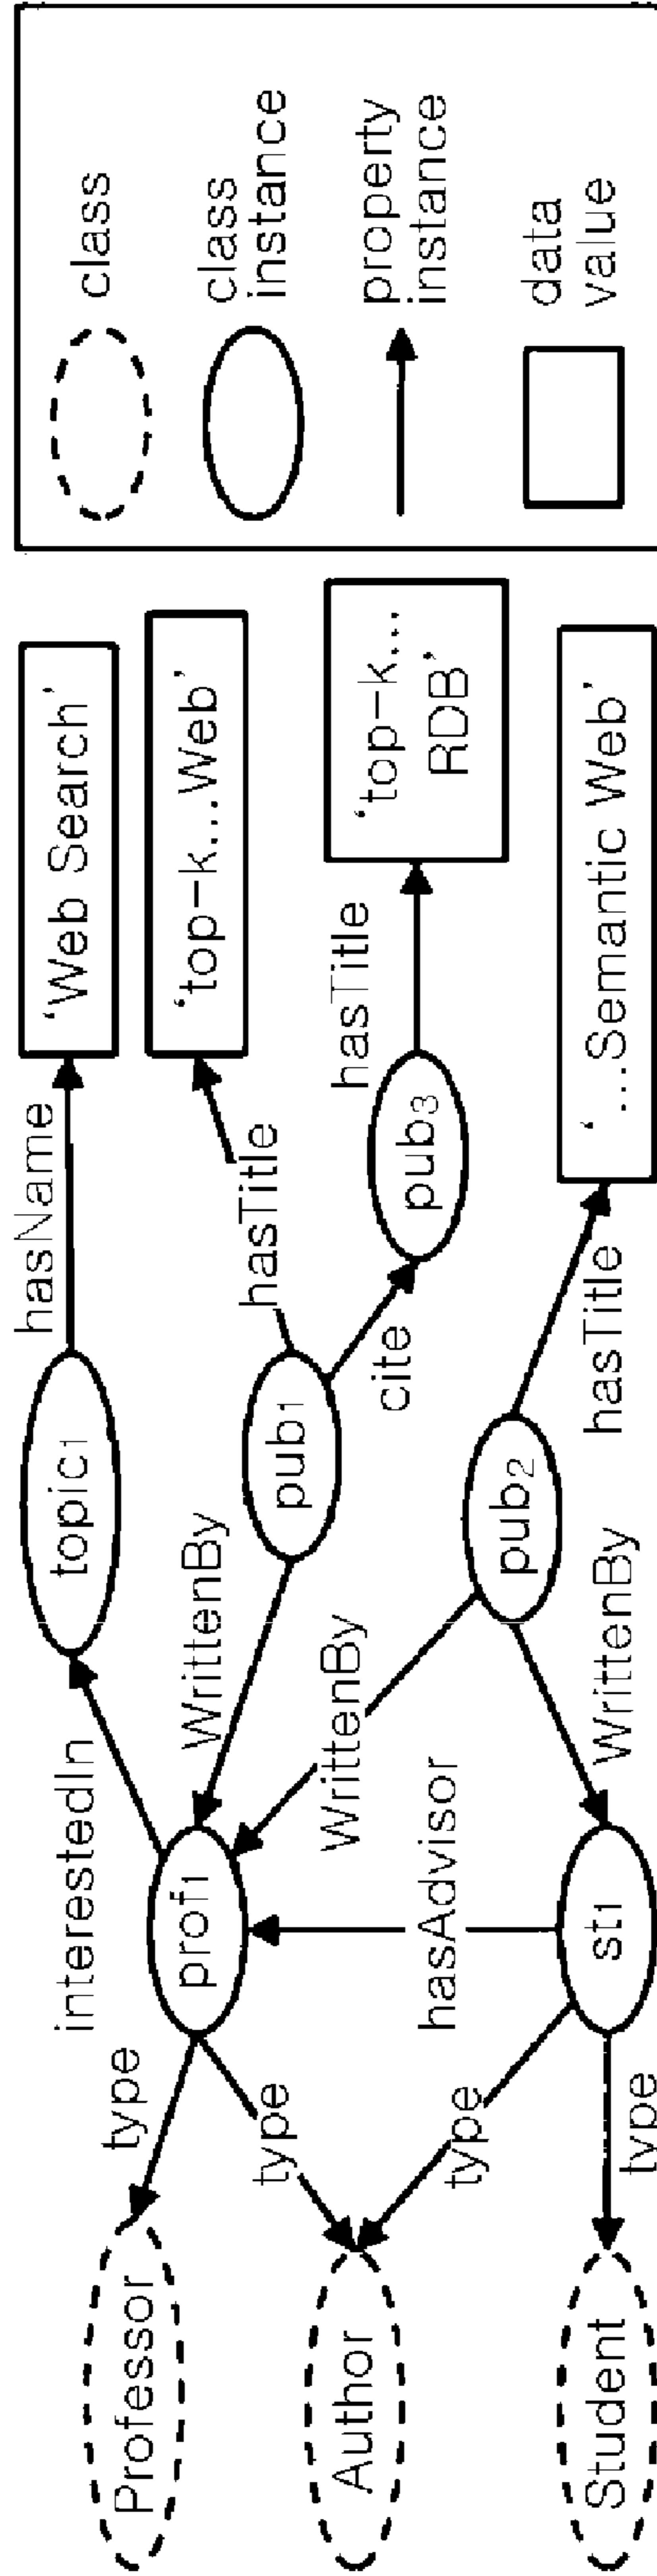 Professor
type
interestedIn
topic₁
hasName
‘Web Search’
prof₁
WrittenBy
pub₁
hasTitle
‘top-k...Web’
type
Author
type
hasAdvisor
WrittenBy
cite
pub₃
hasTitle
‘top-k...
RDB’
Student
type
st₁
WrittenBy
pub₂
hasTitle
‘...Semantic Web’
class
class
instance
property
instance
data
value